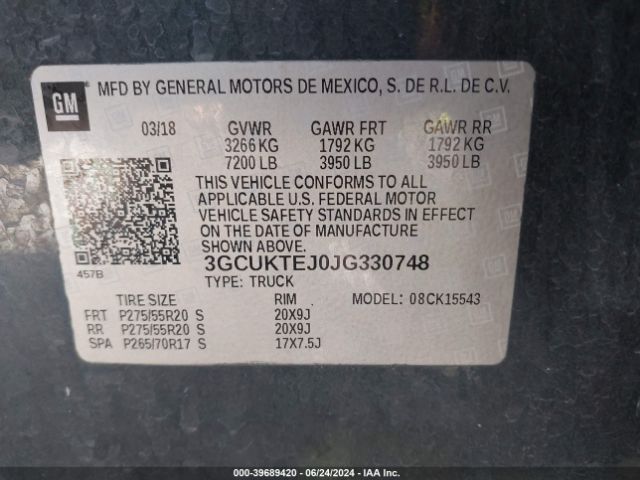 GM
MFD BY GENERAL MOTORS DE MEXICO, S. DE R.L. DE C.V.
03/18 GVWR GAWR FRT GAWR RR
3266 KG 1792 KG 1792 KG
7200 LB 3950 LB 3950 LB
THIS VEHICLE CONFORMS TO ALL
APPLICABLE U.S. FEDERAL MOTOR
VEHICLE SAFETY STANDARDS IN EFFECT
ON THE DATE OF MANUFACTURE
SHOWN ABOVE.
457B
3GCUKTEJ0JG330748
TYPE: TRUCK
TIRE SIZE RIM MODEL: 08CK15543
FRT P275/55R20 S 20X9J
RR P275/55R20 S 20X9J
SPA P265/70R17 S 17X7.5J
© - 39689420 - 06/24/2024 - IAA Inc.